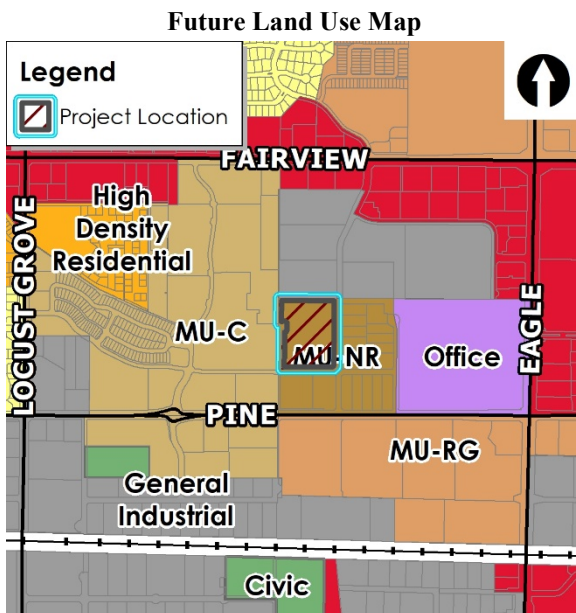 Future Land Use Map
Legend
Project Location
FAIRVIEW
High
Density
Residential
LOCUST GROVE
MU-C
MU-NR
Office
EAGLE
PINE
MU-RG
General
Industrial
Civic